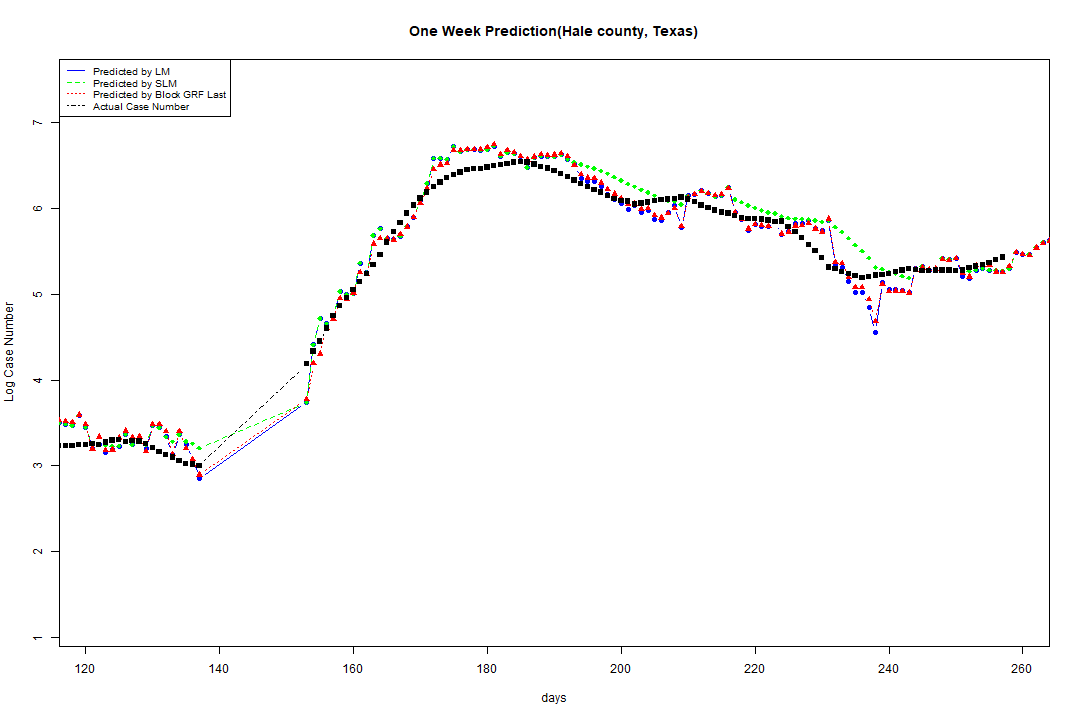 One Week Prediction(Hale county, Texas)
Predicted by LM
Predicted by SLM
Predicted by Block GRF Last
Actual Case Number
7
6
5
4
3
2
1
Log Case Number
120 140 160 180 200 220 240 260
days